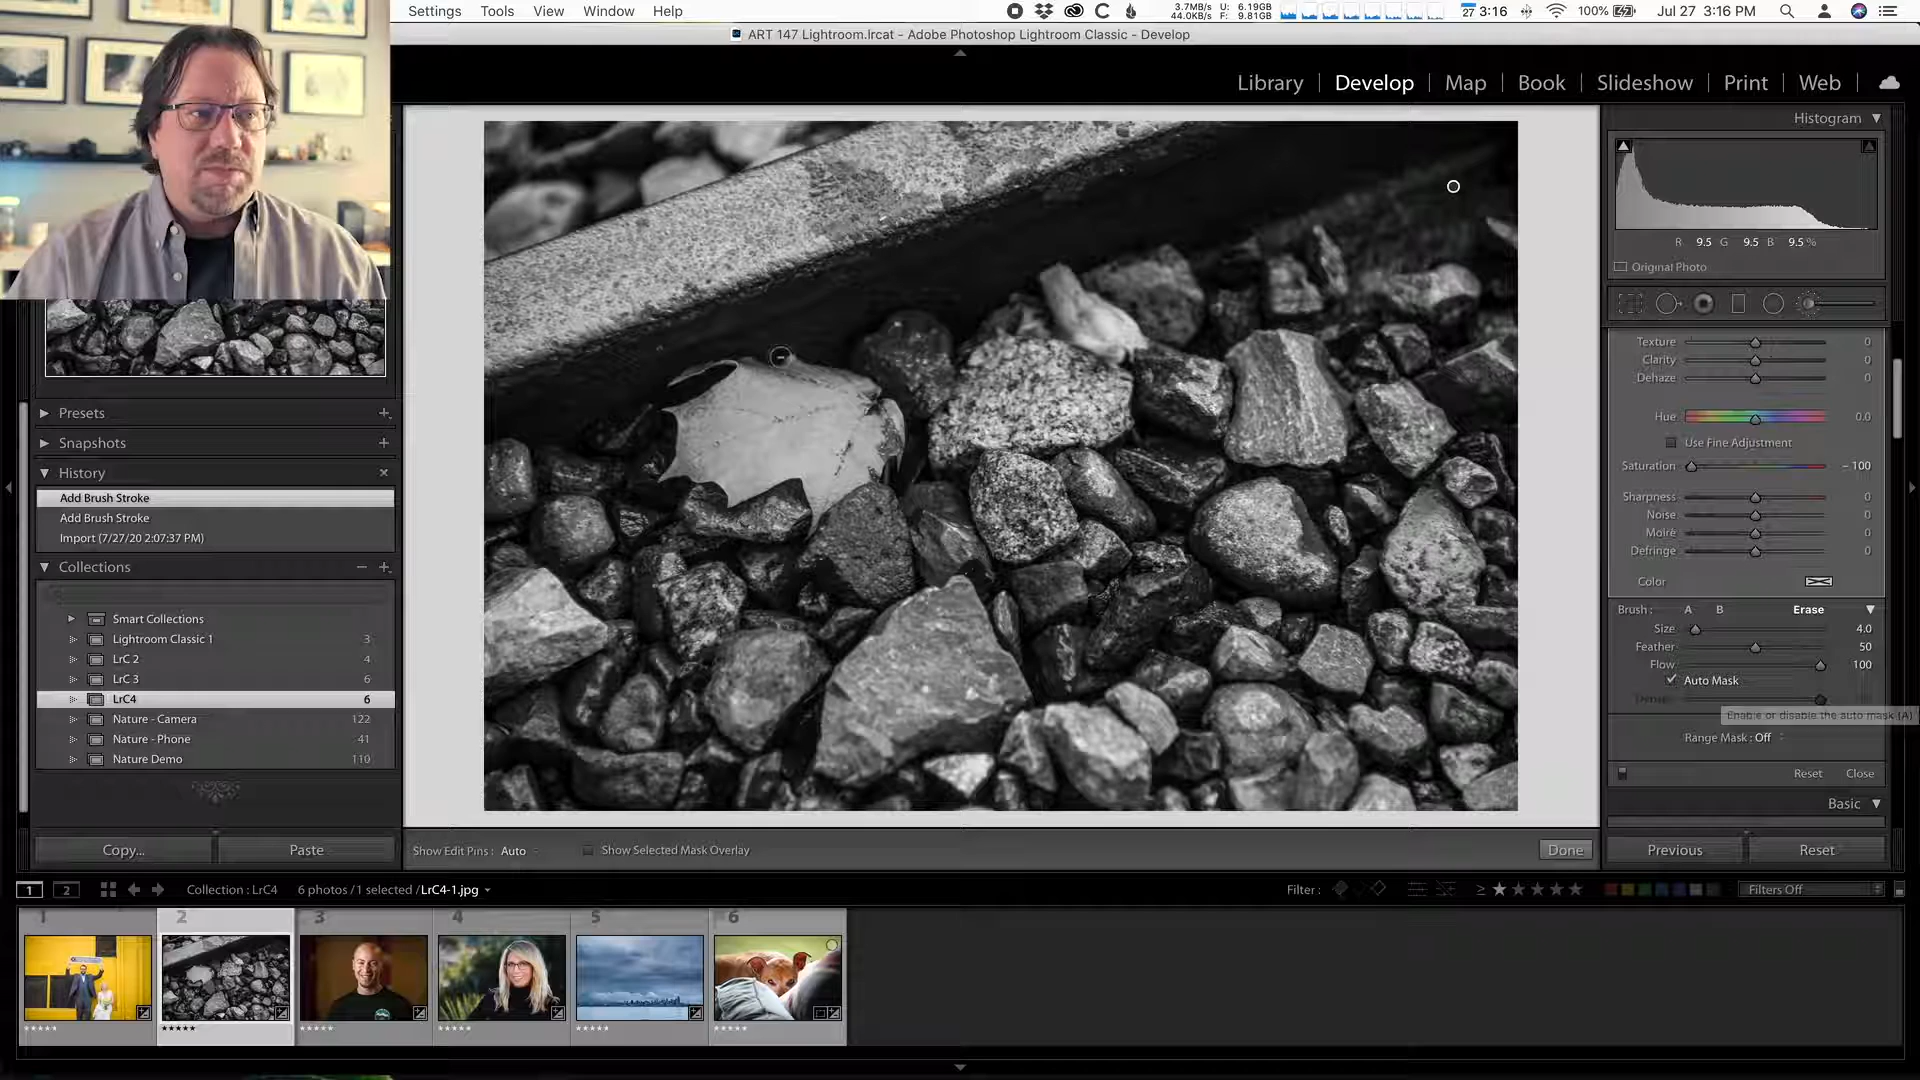 Settings Tools View Window Help 3.7MB/s 44.0KB/s U: 6.19GB F: 9.81GB 27 3:16 100% Jul 27 3:16 PM
ART 147 Lightroom.lrcat - Adobe Photoshop Lightroom Classic - Develop
Library Develop Map Book Slideshow Print Web
Histogram
R 9.5 G 9.5 B 9.5 %
Original Photo
Texture 0
Clarity 0
Dehaze 0
Hue 0.0
Use Fine Adjustment
Saturation – 100
Sharpness 0
Noise 0
Moiré 0
Defringe 0
Color
Brush : A B Erase
Size 4.0
Feather 50
Flow 100
Auto Mask
Enable or disable the auto mask (A)
Range Mask : Off
Reset Close
Basic
Previous Reset
Presets
Snapshots
History
Add Brush Stroke
Add Brush Stroke
Import (7/27/20 2:07:37 PM)
Collections
Smart Collections
Lightroom Classic 1 3
LrC 2 4
LrC 3 6
LrC4 6
Nature - Camera 122
Nature - Phone 41
Nature Demo 110
Copy... Paste
Show Edit Pins : Auto Show Selected Mask Overlay Done
1 2 Collection : LrC4 6 photos / 1 selected / LrC4-1.jpg Filter : Filters Off
1 2 3 4 5 6